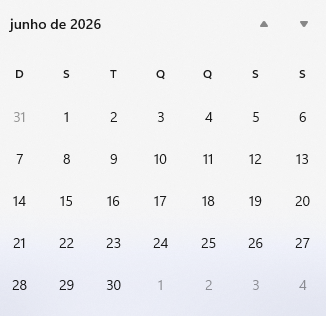 junho de 2026
D S T Q Q S S
31 1 2 3 4 5 6
7 8 9 10 11 12 13
14 15 16 17 18 19 20
21 22 23 24 25 26 27
28 29 30 1 2 3 4